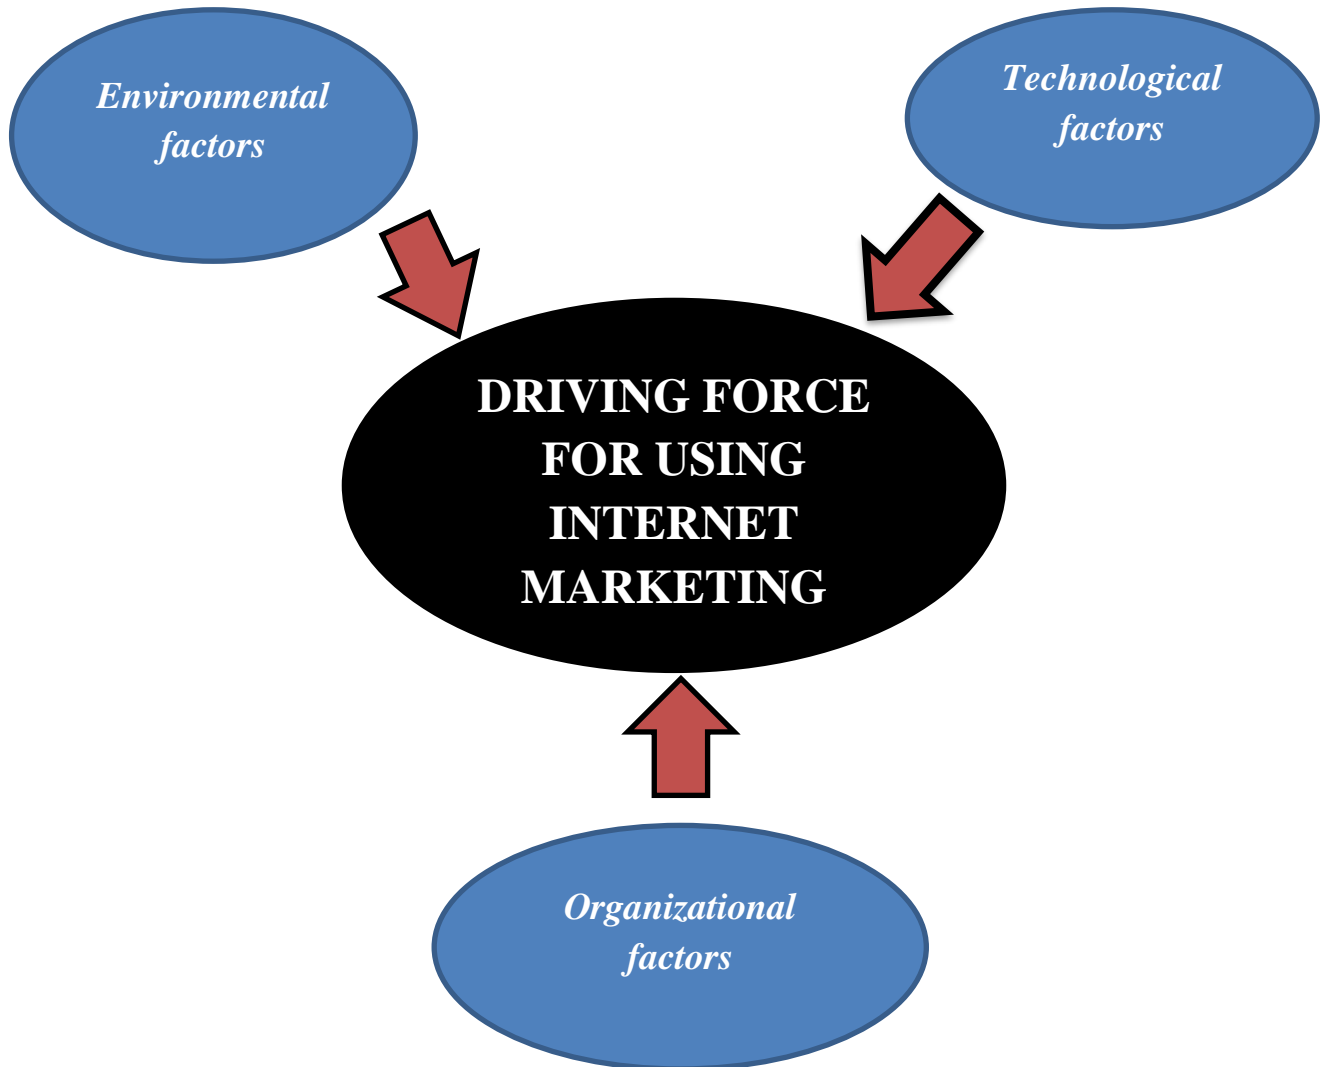 Environmental
factors
Technological
factors
DRIVING FORCE
FOR USING
INTERNET
MARKETING
Organizational
factors